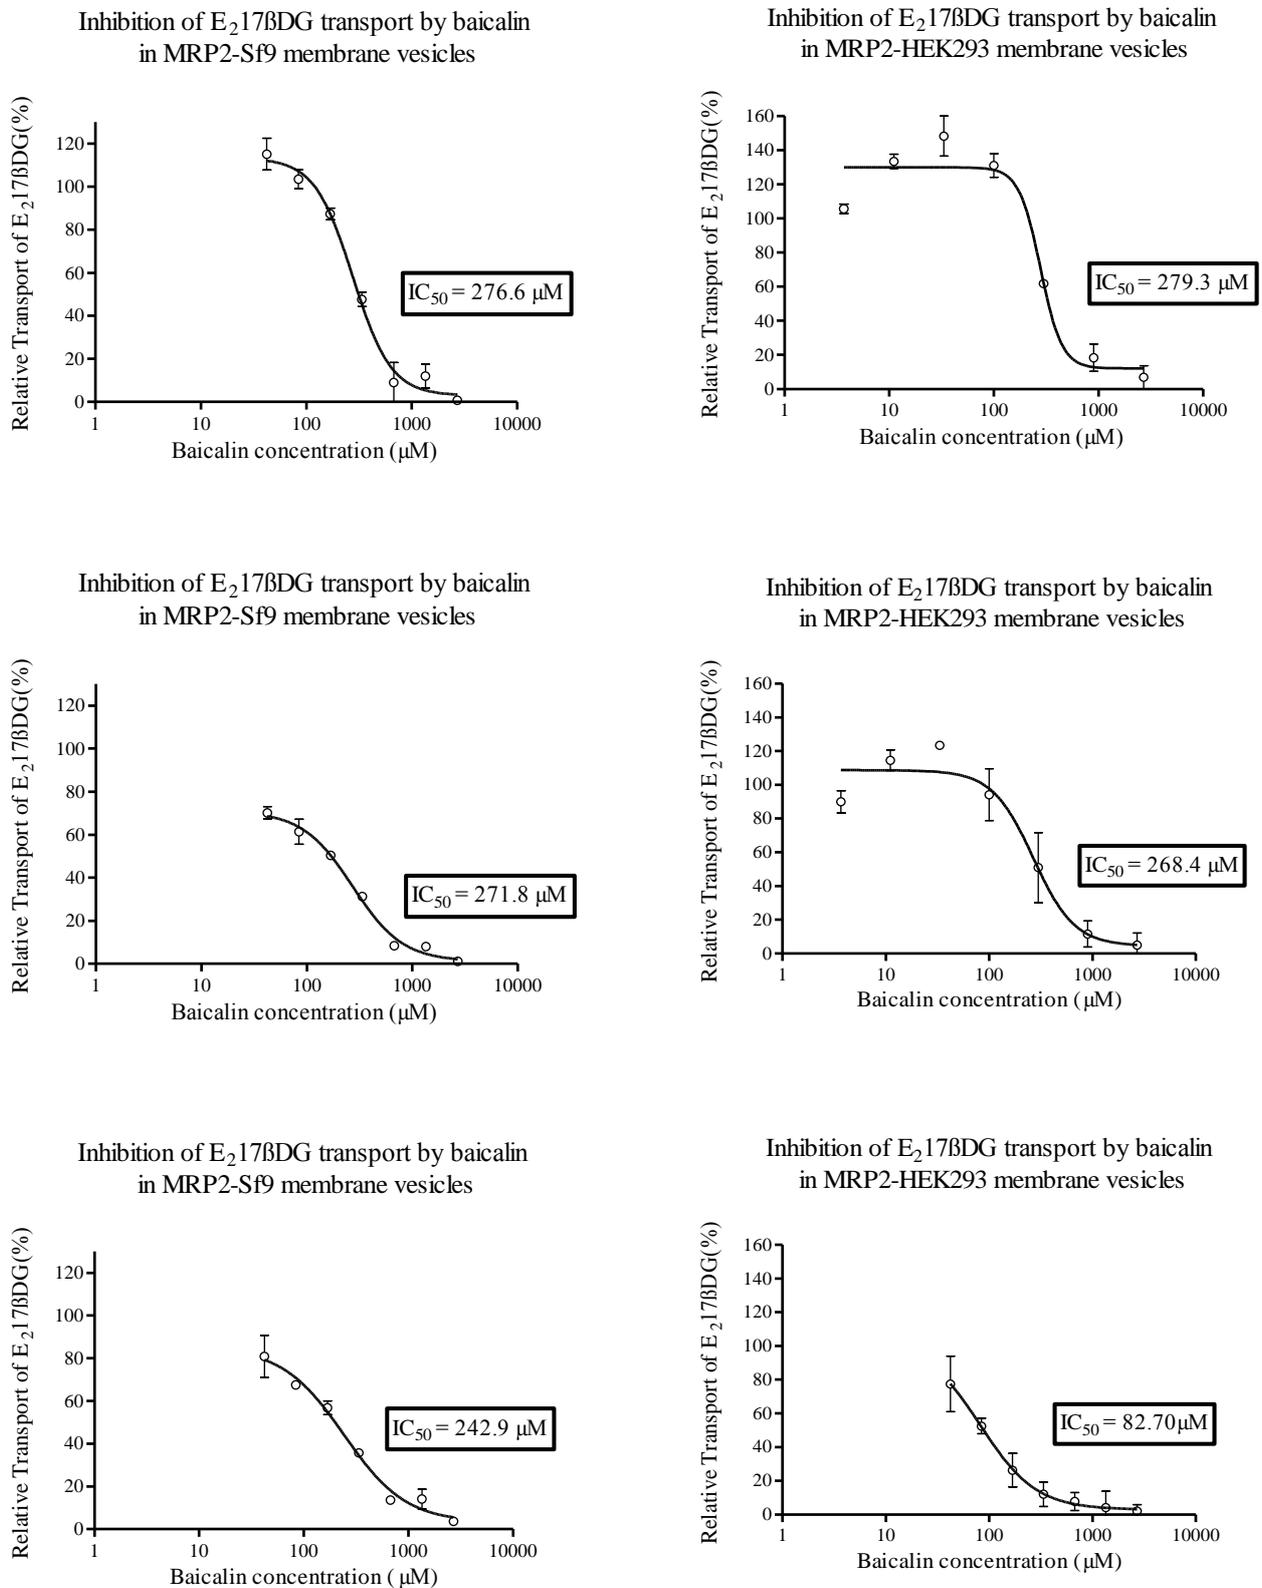 Inhibition of E₂17ßDG transport by baicalin
in MRP2-Sf9 membrane vesicles
Relative Transport of E₂17ßDG(%)
120
100
80
60
40
20
0
IC₅₀ = 276.6 µM
1 10 100 1000 10000
Baicalin concentration (µM)
Inhibition of E₂17ßDG transport by baicalin
in MRP2-HEK293 membrane vesicles
Relative Transport of E₂17ßDG(%)
160
140
120
100
80
60
40
20
0
IC₅₀ = 279.3 µM
1 10 100 1000 10000
Baicalin concentration (µM)
Inhibition of E₂17ßDG transport by baicalin
in MRP2-Sf9 membrane vesicles
Relative Transport of E₂17ßDG(%)
120
100
80
60
40
20
0
IC₅₀ = 271.8 µM
1 10 100 1000 10000
Baicalin concentration (µM)
Inhibition of E₂17ßDG transport by baicalin
in MRP2-HEK293 membrane vesicles
Relative Transport of E₂17ßDG(%)
160
140
120
100
80
60
40
20
0
IC₅₀ = 268.4 µM
1 10 100 1000 10000
Baicalin concentration (µM)
Inhibition of E₂17ßDG transport by baicalin
in MRP2-Sf9 membrane vesicles
Relative Transport of E₂17ßDG(%)
120
100
80
60
40
20
0
IC₅₀ = 242.9 µM
1 10 100 1000 10000
Baicalin concentration ( µM)
Inhibition of E₂17ßDG transport by baicalin
in MRP2-HEK293 membrane vesicles
Relative Transport of E₂17ßDG(%)
160
140
120
100
80
60
40
20
0
IC₅₀ = 82.70µM
1 10 100 1000 10000
Baicalin concentration (µM)